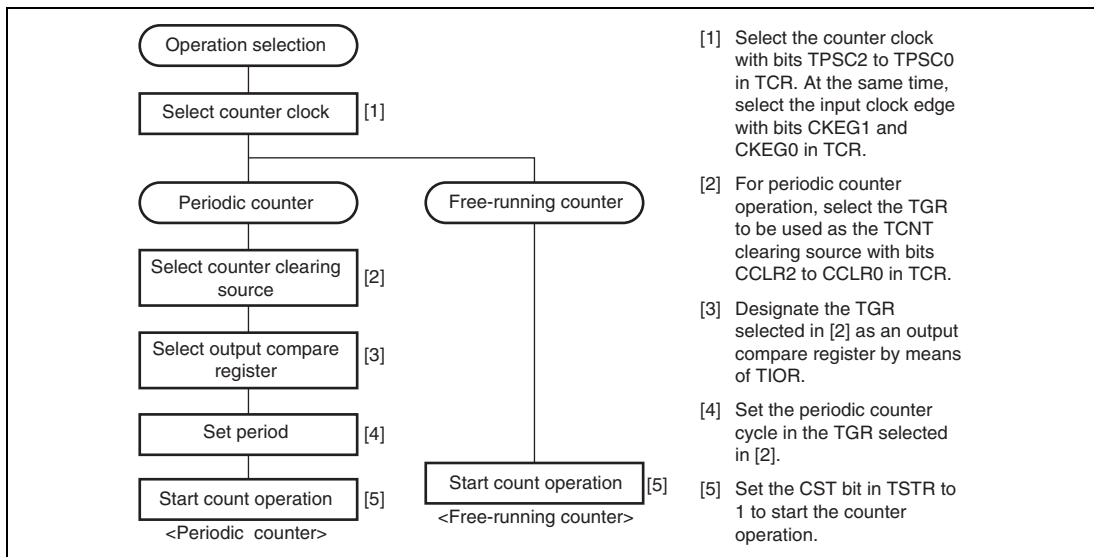 Operation selection
Select counter clock
[1]
Periodic counter
Free-running counter
Select counter clearing
source
[2]
Select output compare
register
[3]
Set period
[4]
Start count operation
[5]
<Periodic counter>
Start count operation
[5]
<Free-running counter>
[1] Select the counter clock
with bits TPSC2 to TPSC0
in TCR. At the same time,
select the input clock edge
with bits CKEG1 and
CKEG0 in TCR.
[2] For periodic counter
operation, select the TGR
to be used as the TCNT
clearing source with bits
CCLR2 to CCLR0 in TCR.
[3] Designate the TGR
selected in [2] as an output
compare register by means
of TIOR.
[4] Set the periodic counter
cycle in the TGR selected
in [2].
[5] Set the CST bit in TSTR to
1 to start the counter
operation.